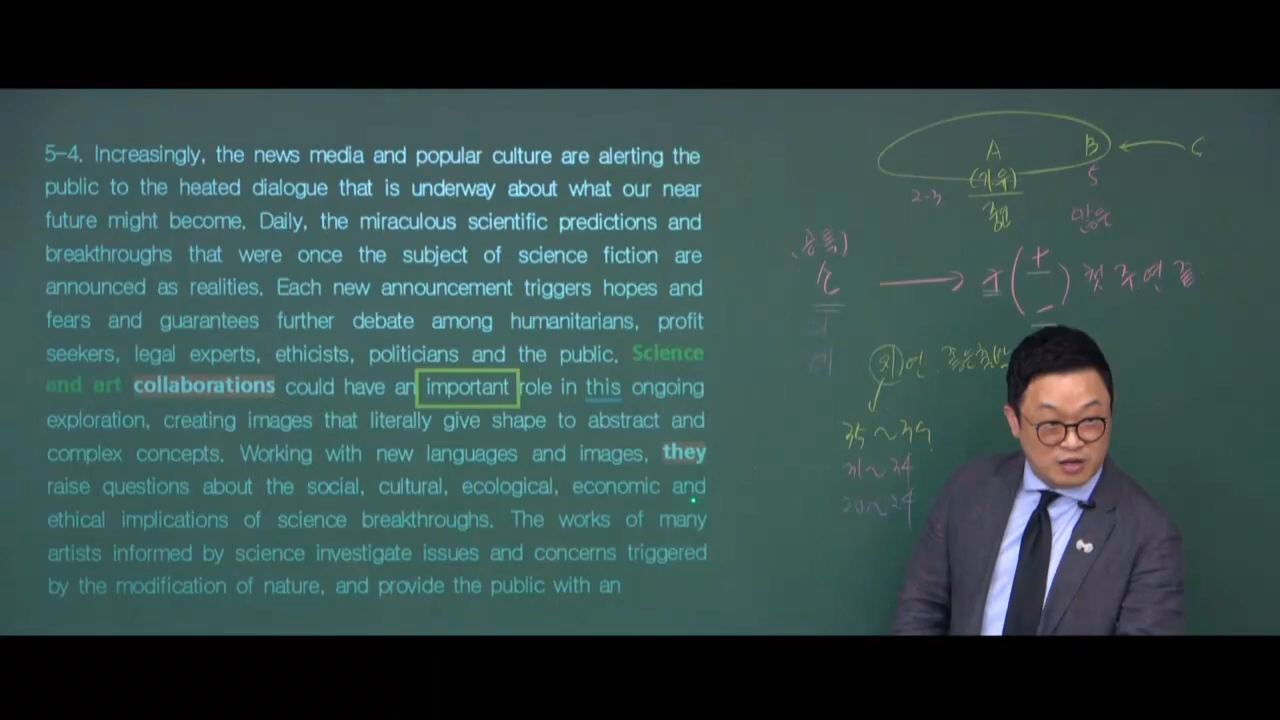 5-4. Increasingly, the news media and popular culture are alerting the
public to the heated dialogue that is underway about what our near
future might become. Daily, the miraculous scientific predictions and
breakthroughs that were once the subject of science fiction are
announced as realities. Each new announcement triggers hopes and
fears and guarantees further debate among humanitarians, profit
seekers, legal experts, ethicists, politicians and the public. Science
and art collaborations could have an important role in this ongoing
exploration, creating images that literally give shape to abstract and
complex concepts. Working with new languages and images, they
raise questions about the social, cultural, ecological, economic and
ethical implications of science breakthroughs. The works of many
artists informed by science investigate issues and concerns triggered
by the modification of nature, and provide the public with an
A B C
2-3 5
+
-
35~39
31~34
20~24